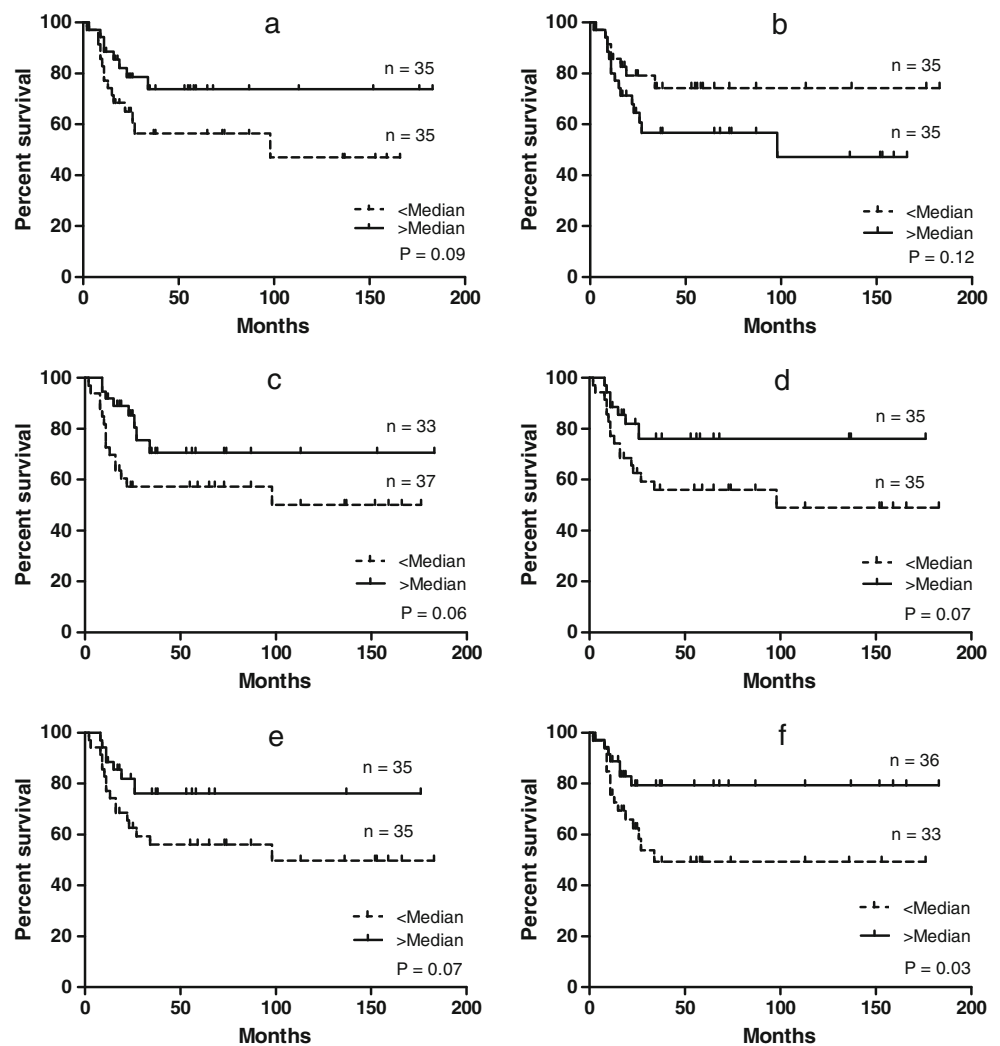 a
100
80
60
40
20
0
Percent survival
n = 35
n = 35
<Median
>Median
P = 0.09
0 50 100 150 200
Months
b
100
80
60
40
20
0
Percent survival
n = 35
n = 35
<Median
>Median
P = 0.12
0 50 100 150 200
Months
c
100
80
60
40
20
0
Percent survival
n = 33
n = 37
<Median
>Median
P = 0.06
0 50 100 150 200
Months
d
100
80
60
40
20
0
Percent survival
n = 35
n = 35
<Median
>Median
P = 0.07
0 50 100 150 200
Months
e
100
80
60
40
20
0
Percent survival
n = 35
n = 35
<Median
>Median
P = 0.07
0 50 100 150 200
Months
f
100
80
60
40
20
0
Percent survival
n = 36
n = 33
<Median
>Median
P = 0.03
0 50 100 150 200
Months